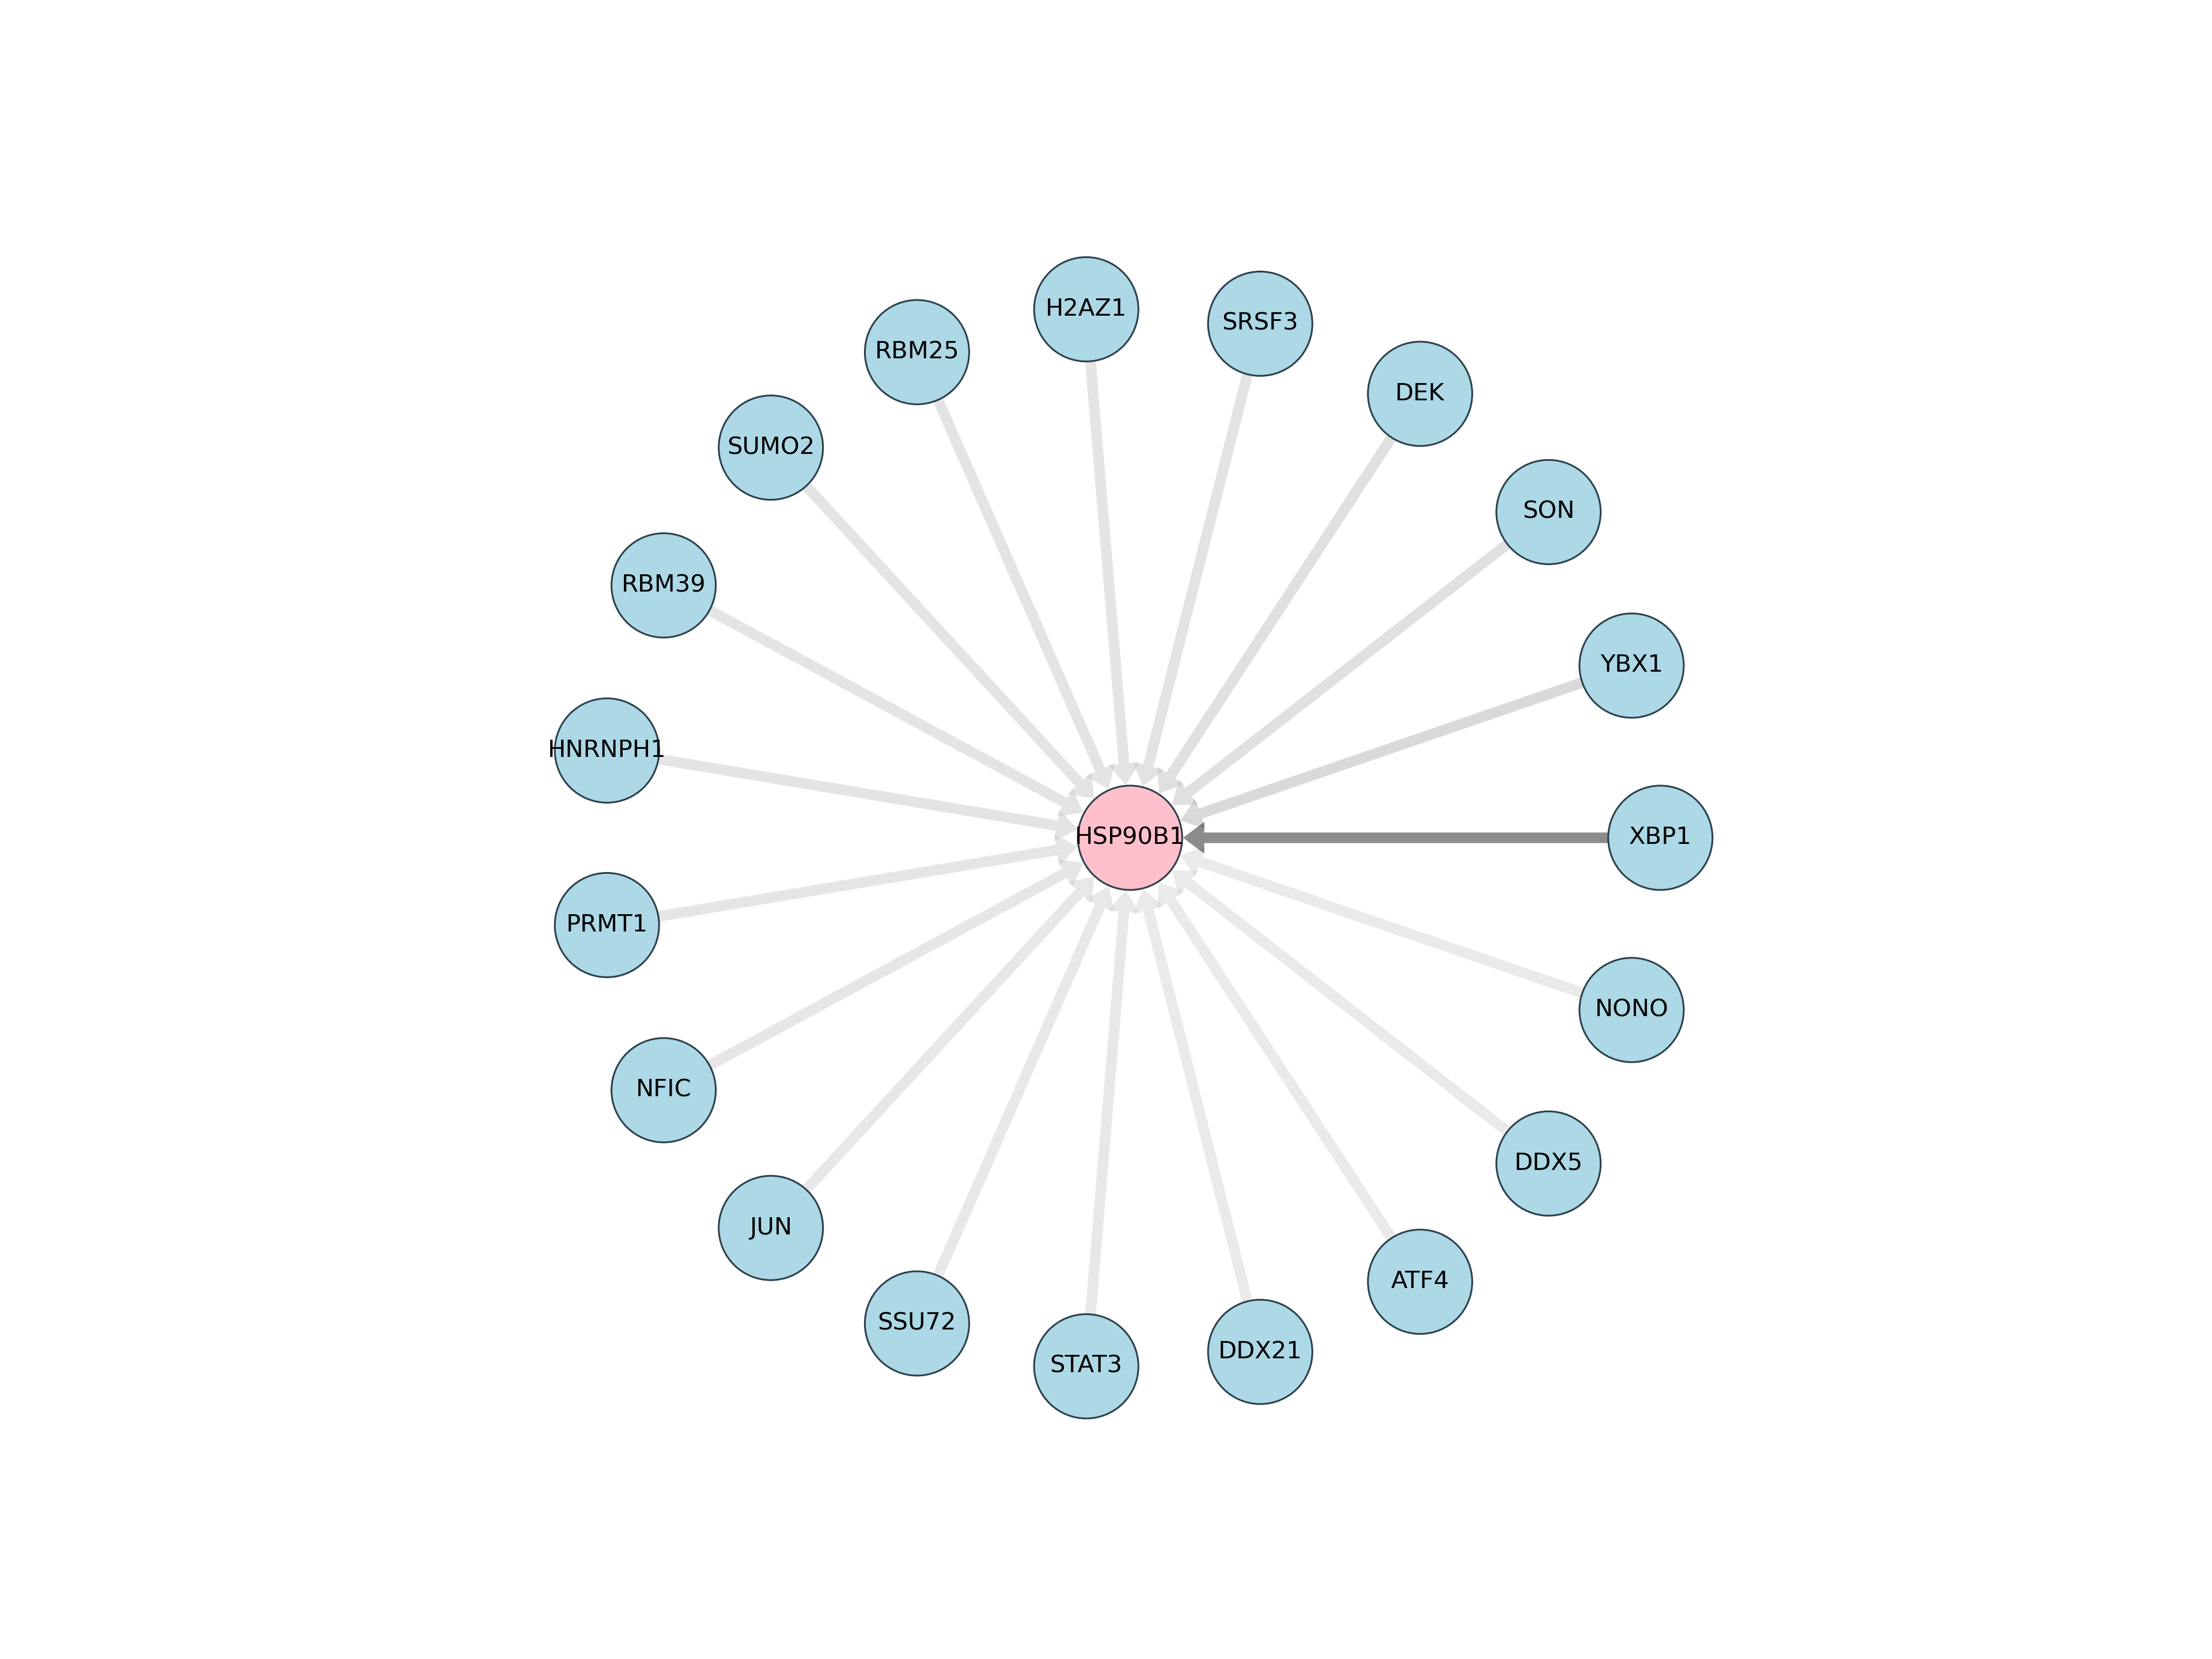 H2AZ1
SRSF3
RBM25
DEK
SUMO2
SON
RBM39
YBX1
HNRNPH1
HSP90B1
XBP1
PRMT1
NONO
NFIC
DDX5
JUN
ATF4
SSU72
DDX21
STAT3